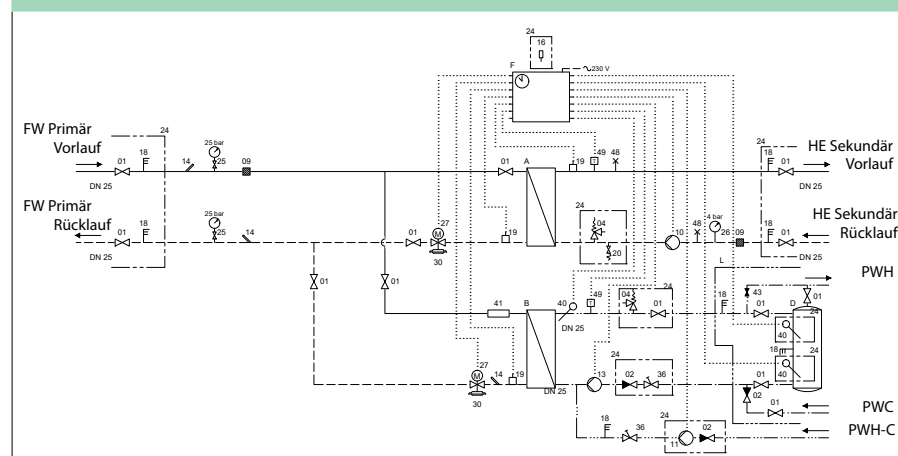 24
16
F
230 V
FW Primär
Vorlauf
24
01
18
14
25 bar
25
09
DN 25
01
A
19
49
48
24
18
01
HE Sekundär
Vorlauf
DN 25
FW Primär
Rücklauf
01
18
25 bar
25
14
DN 25
01
27
M
30
19
24
04
20
10
48
4 bar
26
09
18
01
HE Sekundär
Rücklauf
DN 25
01
01
41
B
40
DN 25
49
24
04
01
L
18
43
01
01
D
PWH
24
40
18
24
40
27
M
30
14
19
DN 25
13
24
02
36
01
02
01
PWC
18
36
24
11
02
PWH-C